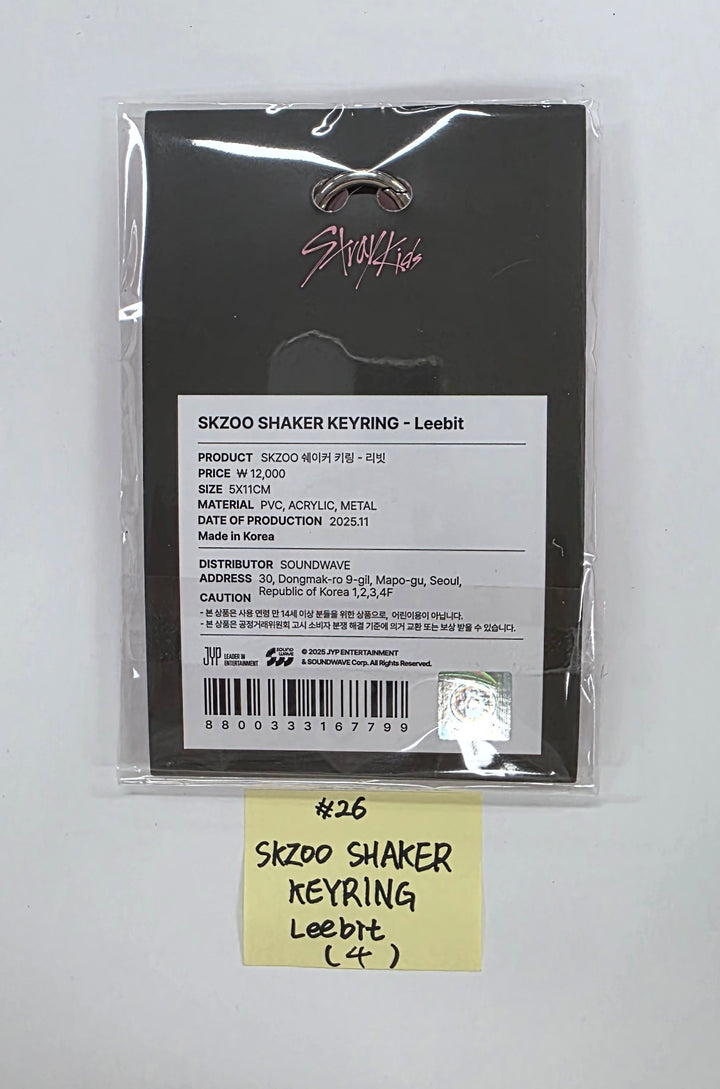 Stray Kids
SKZOO SHAKER KEYRING - Leebit
PRODUCT SKZOO 쉐이커 키링 - 리빗
PRICE ₩ 12,000
SIZE 5X11CM
MATERIAL PVC, ACRYLIC, METAL
DATE OF PRODUCTION 2025.11
Made in Korea
DISTRIBUTOR SOUNDWAVE
ADDRESS 30, Dongmak-ro 9-gil, Mapo-gu, Seoul,
Republic of Korea 1,2,3,4F
CAUTION
- 본 상품은 사용 연령 만 14세 이상 분들을 위한 상품으로, 어린이용이 아닙니다.
- 본 상품은 공정거래위원회 고시 소비자 분쟁 해결 기준에 의거 교환 또는 보상 받을 수 있습니다.
JYP LEADER IN
ENTERTAINMENT
SOUND
WAVE
© 2025 JYP ENTERTAINMENT
& SOUNDWAVE Corp. All Rights Reserved.
8800333167799
#26
SKZOO SHAKER
KEYRING
Leebit
(4)